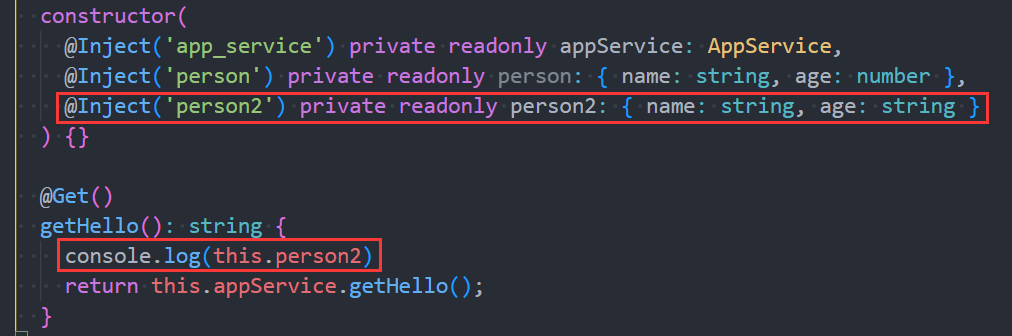 constructor(
@Inject('app_service') private readonly appService: AppService,
@Inject('person') private readonly person: { name: string, age: number },
@Inject('person2') private readonly person2: { name: string, age: string }
) {}
@Get()
getHello(): string {
console.log(this.person2)
return this.appService.getHello();
}